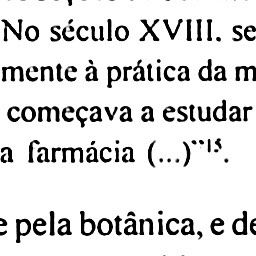 No século XVIII. se
mente à prática da m
começava a estudar
a farmácia (...)"15.
e pela botânica, e de